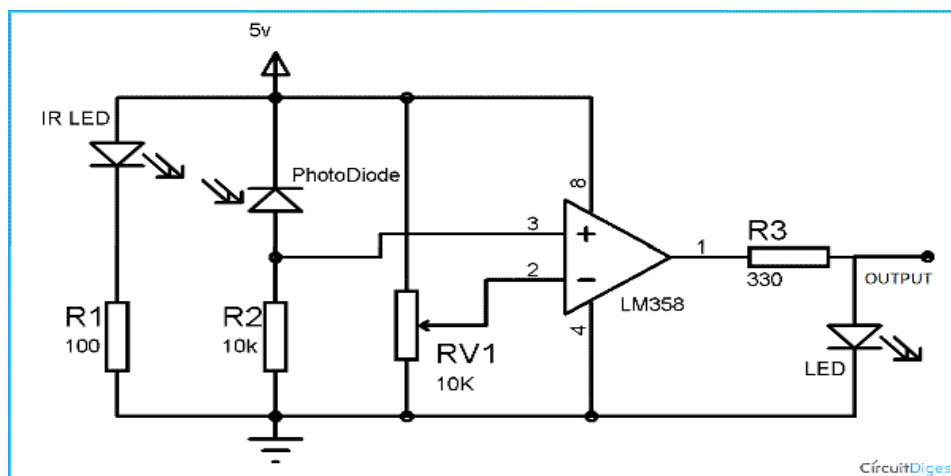 5v
IR LED
PhotoDiode
8
3
2
1
4
R3
330
OUTPUT
LM358
R1
100
R2
10k
RV1
10K
LED
CírcuitDiges